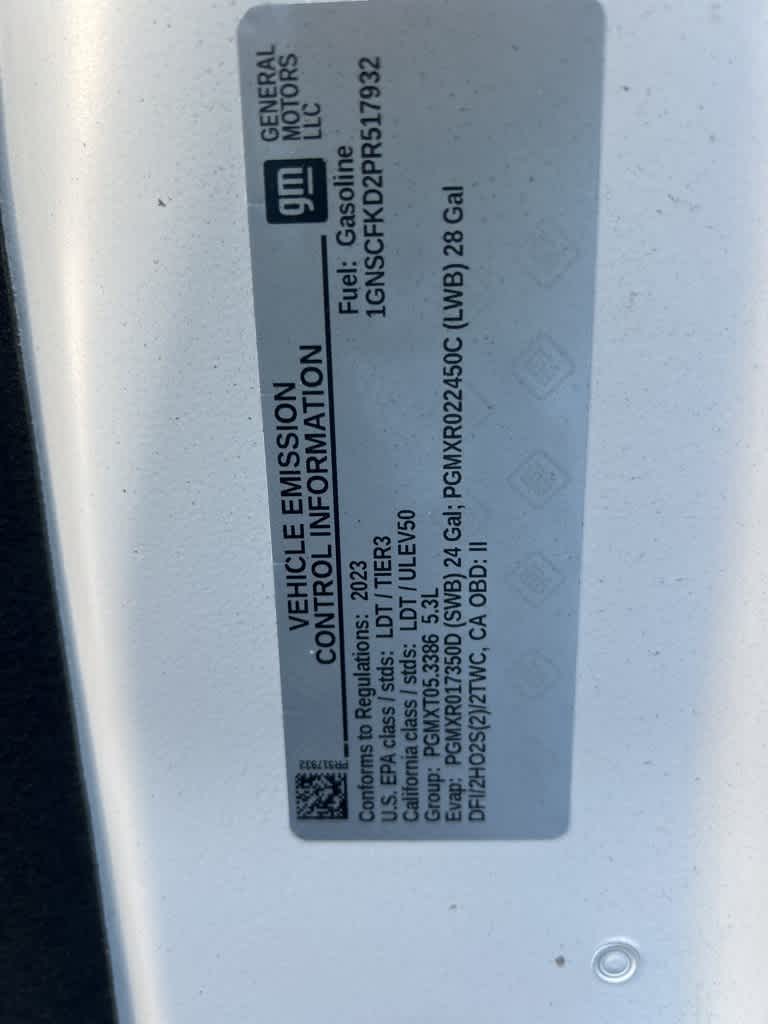 VEHICLE EMISSION
CONTROL INFORMATION
gm
GENERAL
MOTORS
LLC
PR517932
Fuel: Gasoline
1GNSCFKD2PR517932
Conforms to Regulations: 2023
U.S. EPA class / stds: LDT / TIER3
California class / stds: LDT / ULEV50
Group: PGMXT05.3386 5.3L
Evap: PGMXR017350D (SWB) 24 Gal; PGMXR022450C (LWB) 28 Gal
DFI/2HO2S(2)/2TWC, CA OBD: II